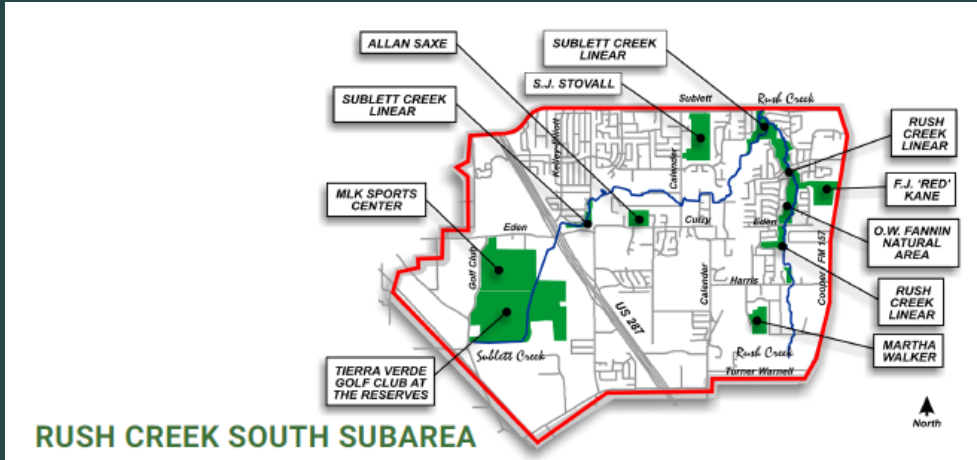 ALLAN SAXE
SUBLETT CREEK
LINEAR
S.J. STOVALL
SUBLETT CREEK
LINEAR
Sublett
Rush Creek
RUSH
CREEK
LINEAR
Kelley-Elliott
Calender
F.J. 'RED'
KANE
MLK SPORTS
CENTER
Eden
Curry
Eden
O.W. FANNIN
NATURAL
AREA
Golf Club
Calender
Harris
Cooper / FM 157
RUSH
CREEK
LINEAR
US 287
MARTHA
WALKER
Sublett Creek
Rush Creek
Turner Warnell
TIERRA VERDE
GOLF CLUB AT
THE RESERVES
North
RUSH CREEK SOUTH SUBAREA